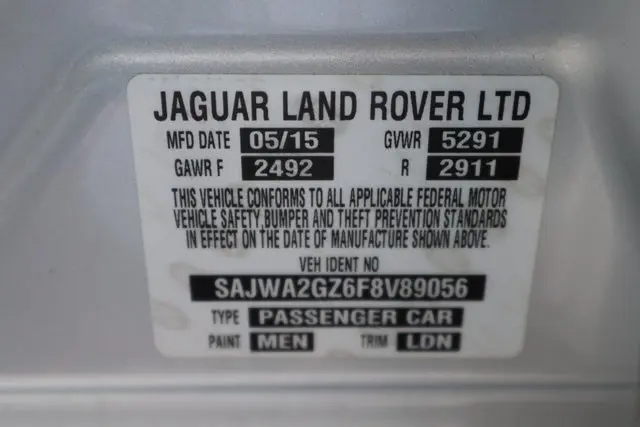 JAGUAR LAND ROVER LTD
MFD DATE 05/15 GVWR 5291
GAWR F 2492 R 2911
THIS VEHICLE CONFORMS TO ALL APPLICABLE FEDERAL MOTOR
VEHICLE SAFETY, BUMPER AND THEFT PREVENTION STANDARDS
IN EFFECT ON THE DATE OF MANUFACTURE SHOWN ABOVE.
VEH IDENT NO
SAJWA2GZ6F8V89056
TYPE PASSENGER CAR
PAINT MEN TRIM LDN